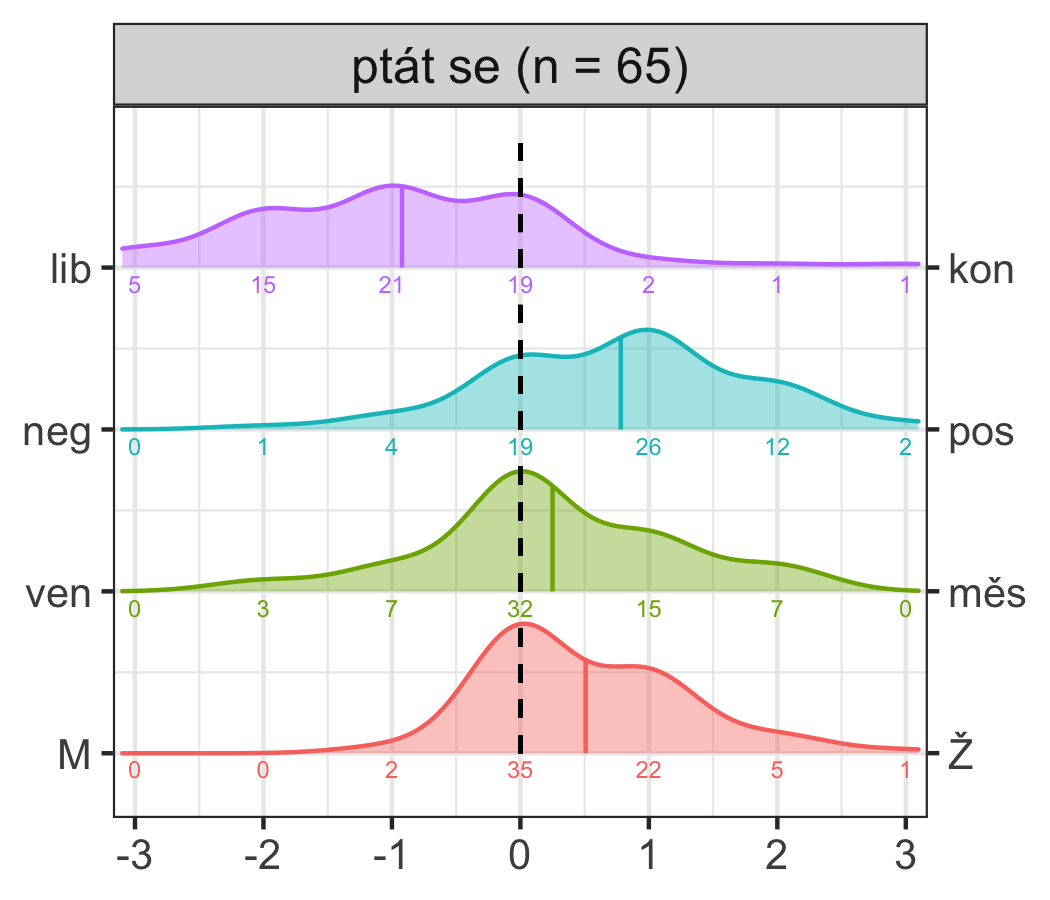 ptát se (n = 65)
lib kon
5 15 21 19 2 1 1
neg pos
0 1 4 19 26 12 2
ven měs
0 3 7 32 15 7 0
M Ž
0 0 2 35 22 5 1
-3 -2 -1 0 1 2 3